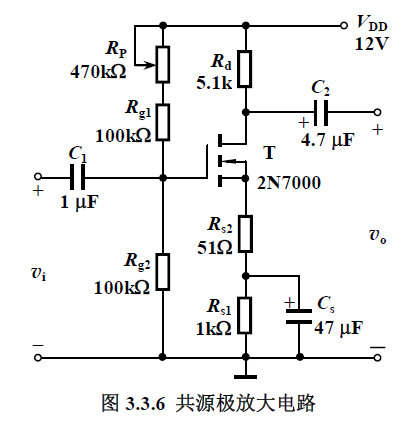 V_DD
12V
R_P
470kΩ
R_d
5.1k
C_2
+
4.7 μF
+
R_g1
100kΩ
C_1
+
1 μF
T
2N7000
R_s2
51Ω
v_i
v_o
R_g2
100kΩ
R_s1
1kΩ
+
C_s
47 μF
−
−
图 3.3.6 共源极放大电路